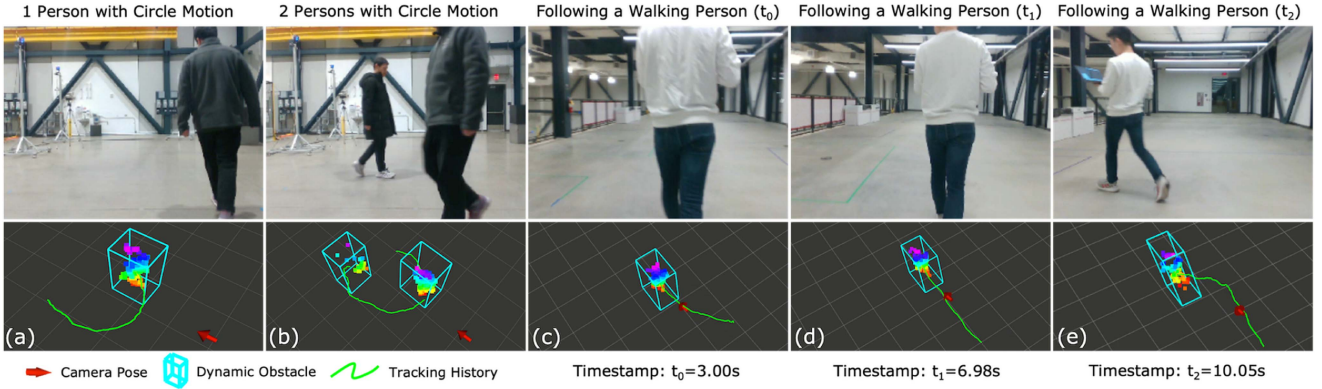 1 Person with Circle Motion
2 Persons with Circle Motion
Following a Walking Person (t₀)
Following a Walking Person (t₁)
Following a Walking Person (t₂)
(a)
(b)
(c)
(d)
(e)
Camera Pose
Dynamic Obstacle
Tracking History
Timestamp: t₀=3.00s
Timestamp: t₁=6.98s
Timestamp: t₂=10.05s